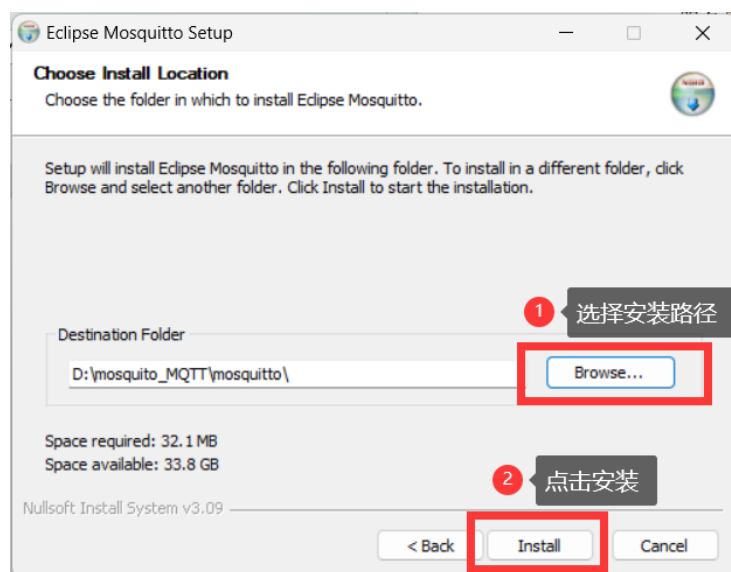 Eclipse Mosquitto Setup
Choose Install Location
Choose the folder in which to install Eclipse Mosquitto.
Setup will install Eclipse Mosquitto in the following folder. To install in a different folder, click
Browse and select another folder. Click Install to start the installation.
1 选择安装路径
Destination Folder
D:\mosquito_MQTT\mosquitto\
Browse...
Space required: 32.1 MB
Space available: 33.8 GB
2 点击安装
Nullsoft Install System v3.09
< Back
Install
Cancel